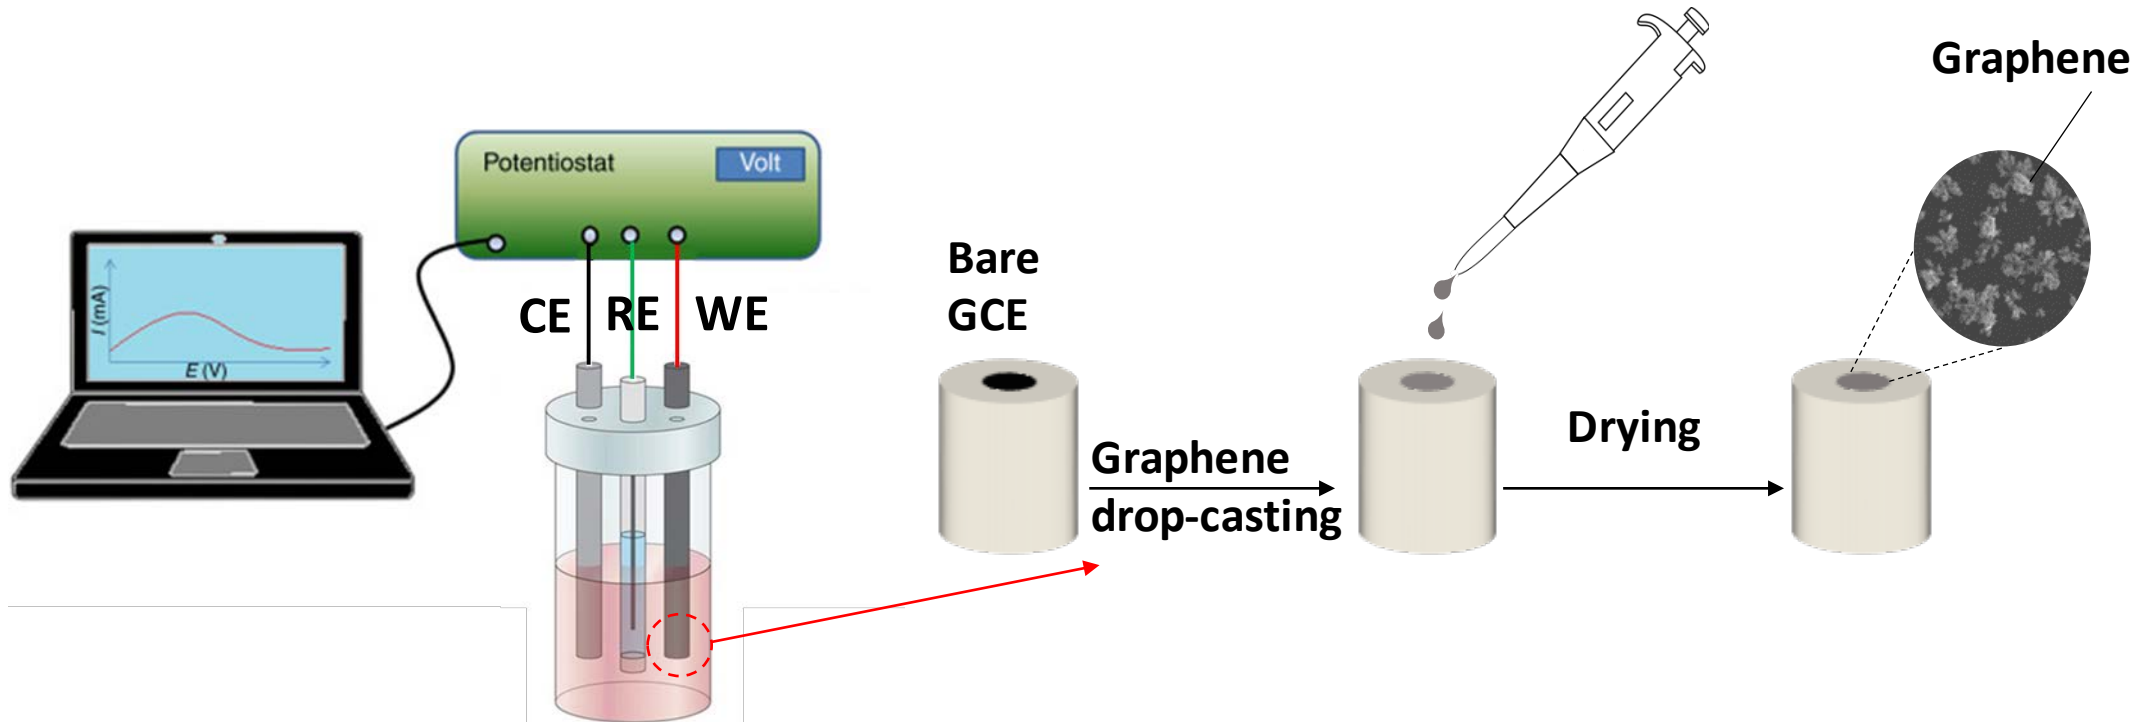 Graphene
Potentiostat
Volt
Bare
GCE
CE
RE
WE
I (mA)
E (V)
Graphene
drop-casting
Drying